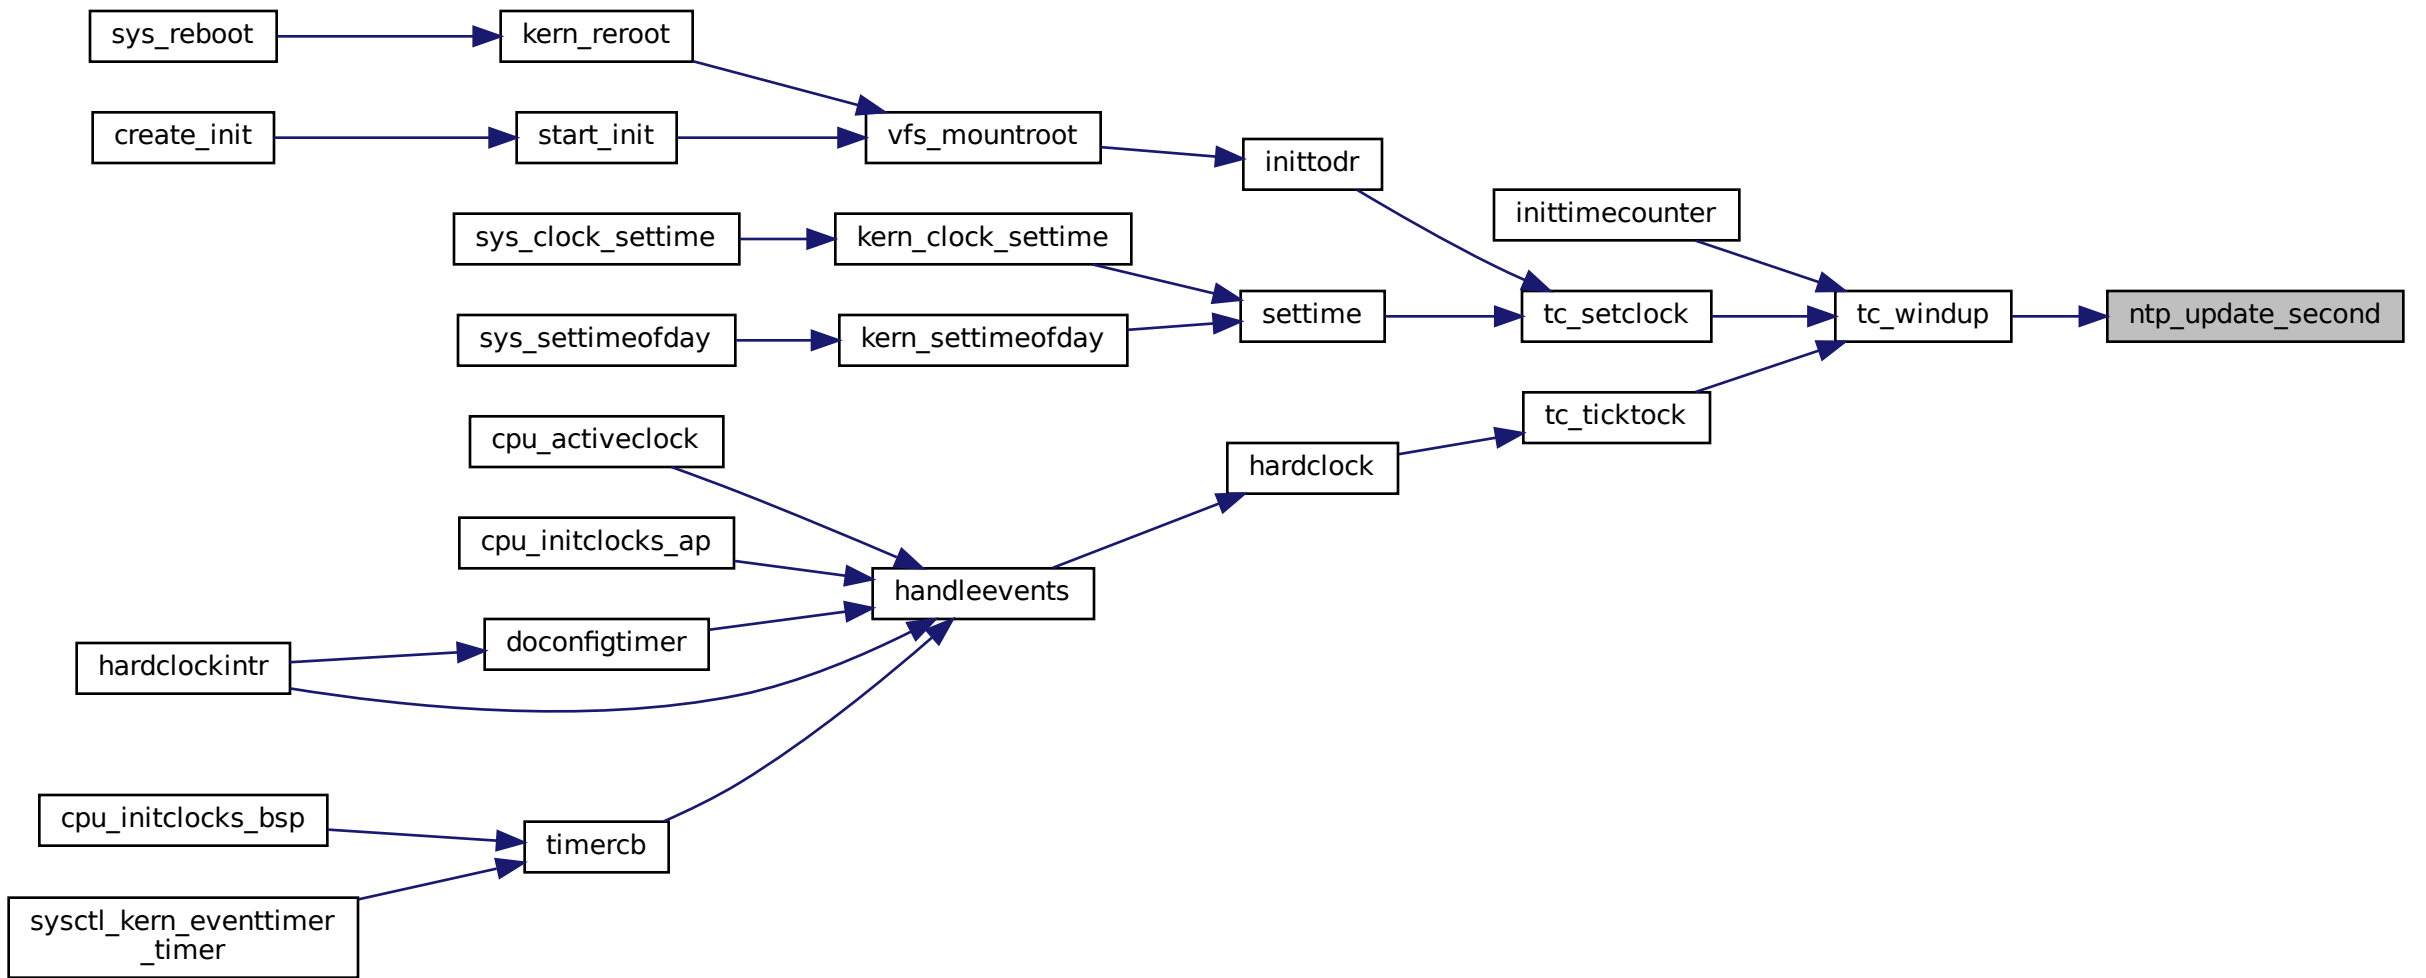 sys_reboot
kern_reroot
create_init
start_init
vfs_mountroot
inittodr
inittimecounter
sys_clock_settime
kern_clock_settime
settime
tc_setclock
tc_windup
ntp_update_second
sys_settimeofday
kern_settimeofday
tc_ticktock
cpu_activeclock
hardclock
cpu_initclocks_ap
handleevents
doconfigtimer
hardclockintr
cpu_initclocks_bsp
timercb
sysctl_kern_eventtimer
_timer